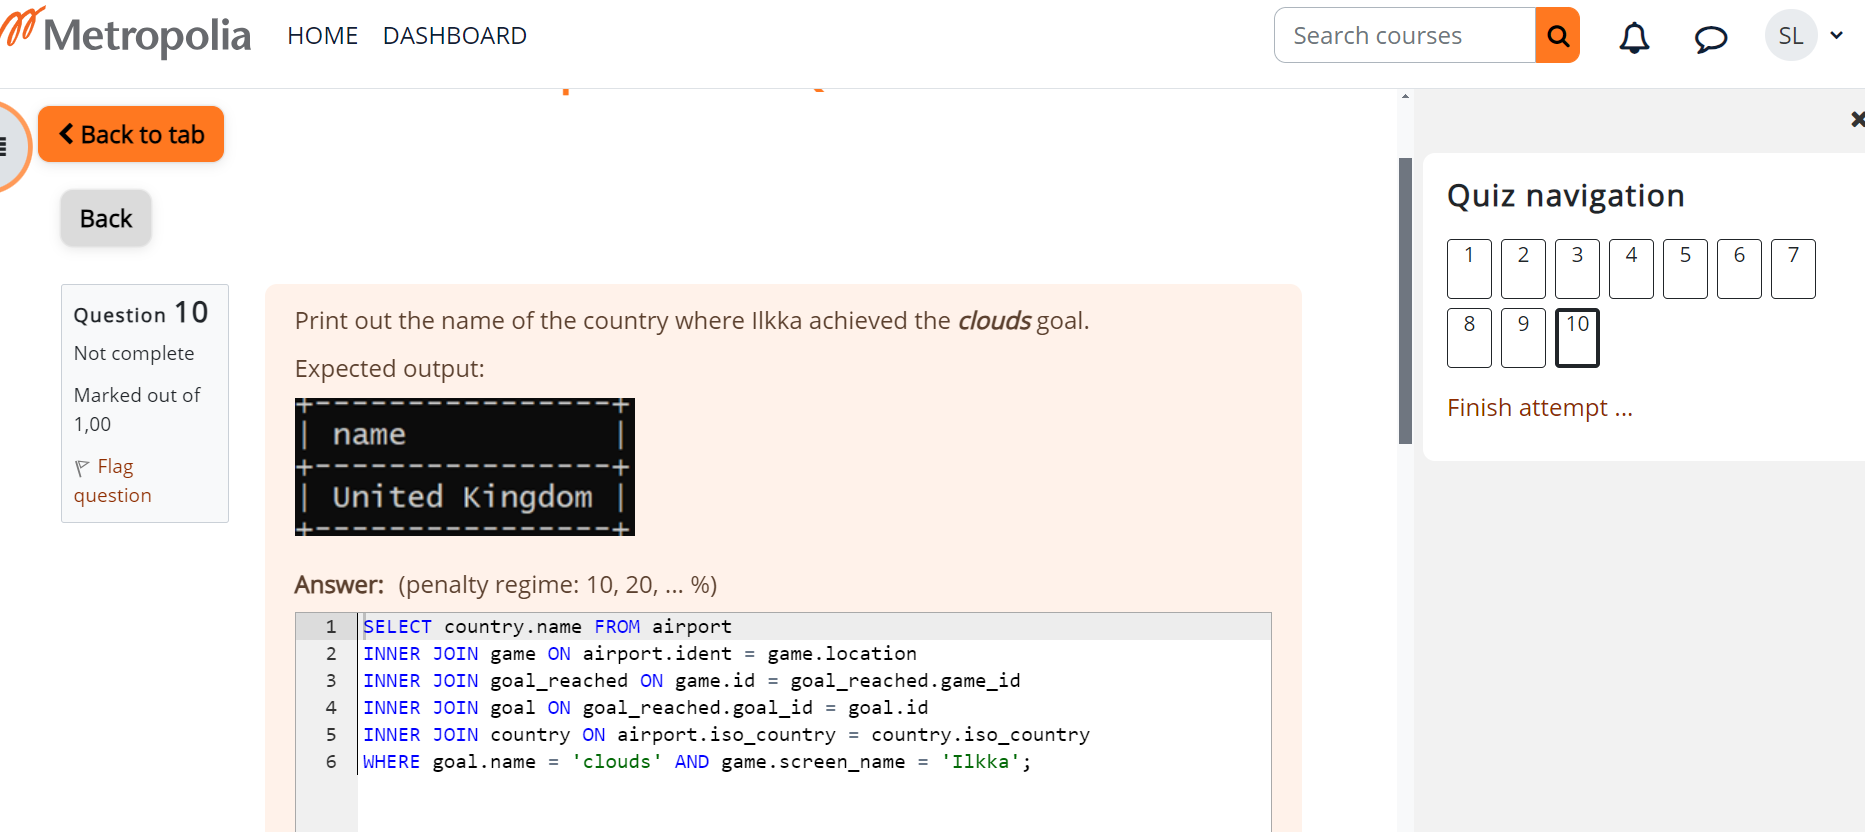 Metropolia HOME DASHBOARD Search courses SL
Back to tab
Back
Question 10
Not complete
Marked out of
1,00
Flag
question
Print out the name of the country where Ilkka achieved the clouds goal.
Expected output:
+----------------+
| name |
+----------------+
| United Kingdom |
+----------------+
Answer: (penalty regime: 10, 20, ... %)
1 SELECT country.name FROM airport
2 INNER JOIN game ON airport.ident = game.location
3 INNER JOIN goal_reached ON game.id = goal_reached.game_id
4 INNER JOIN goal ON goal_reached.goal_id = goal.id
5 INNER JOIN country ON airport.iso_country = country.iso_country
6 WHERE goal.name = 'clouds' AND game.screen_name = 'Ilkka';
Quiz navigation
1 2 3 4 5 6 7
8 9 10
Finish attempt ...